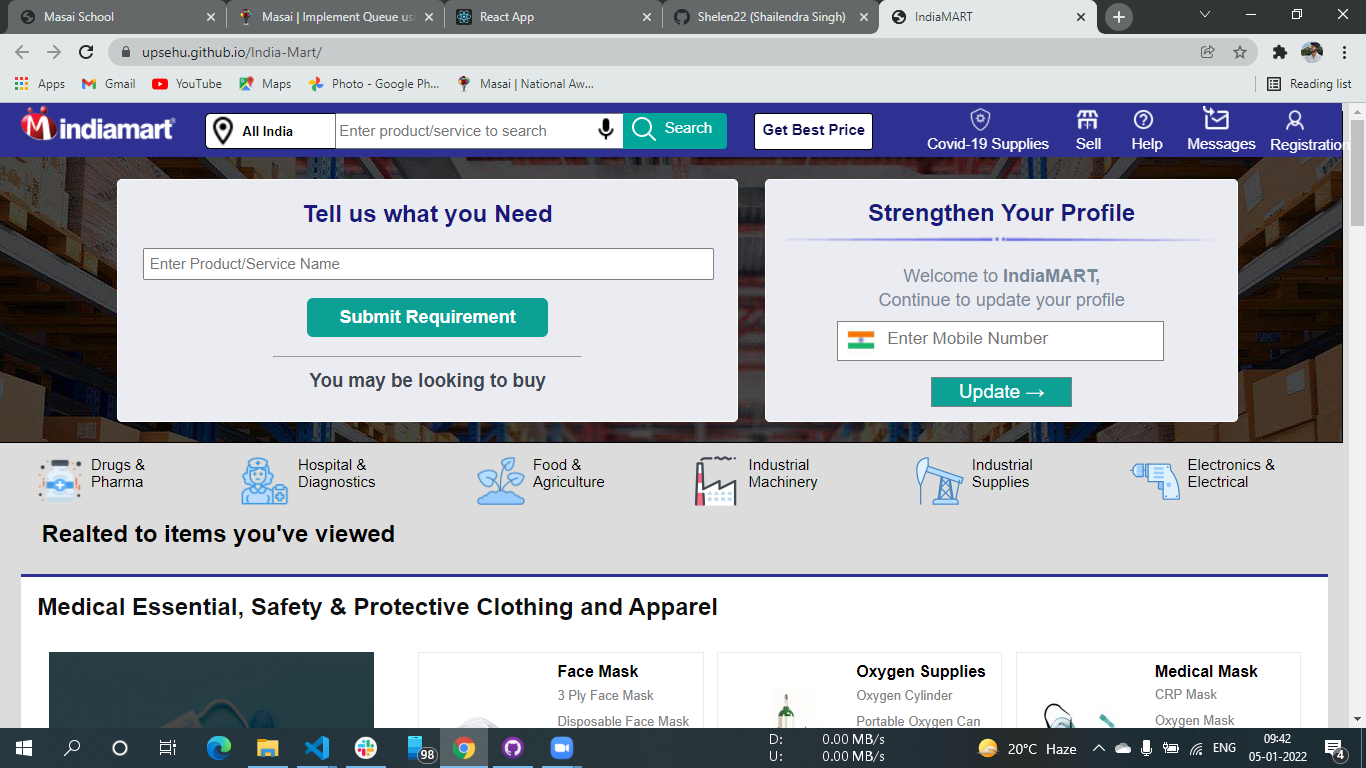 Masai School
Masai | Implement Queue usi
React App
Shelen22 (Shailendra Singh)
IndiaMART
upsehu.github.io/India-Mart/
Apps
Gmail
YouTube
Maps
Photo - Google Ph...
Masai | National Aw...
Reading list
indiamart
All India
Enter product/service to search
Search
Get Best Price
Covid-19 Supplies
Sell
Help
Messages
Registration
Tell us what you Need
Enter Product/Service Name
Submit Requirement
You may be looking to buy
Strengthen Your Profile
Welcome to IndiaMART,
Continue to update your profile
Enter Mobile Number
Update →
Drugs &
Pharma
Hospital &
Diagnostics
Food &
Agriculture
Industrial
Machinery
Industrial
Supplies
Electronics &
Electrical
Realted to items you've viewed
Medical Essential, Safety & Protective Clothing and Apparel
Face Mask
3 Ply Face Mask
Disposable Face Mask
Oxygen Supplies
Oxygen Cylinder
Portable Oxygen Can
Medical Mask
CRP Mask
Oxygen Mask
98
D: 0.00 MB/s
U: 0.00 MB/s
20°C Haze
ENG
09:42
05-01-2022
4